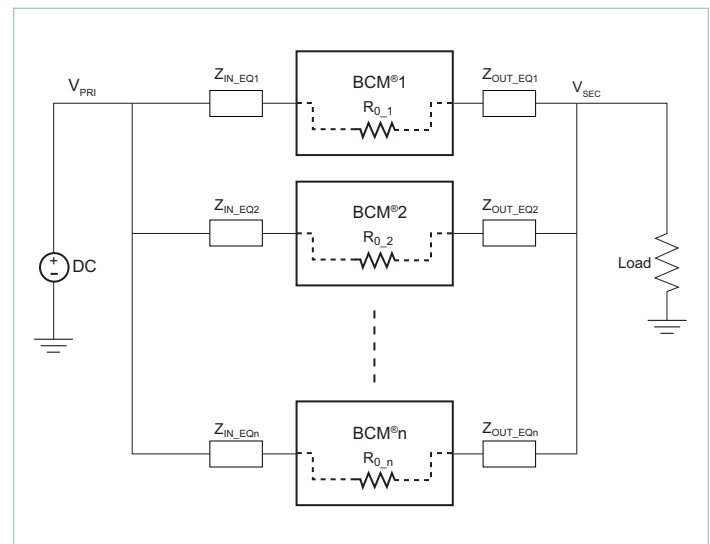 V_PRI
Z_IN_EQ1
BCM®1
R_0_1
Z_OUT_EQ1
V_SEC
Z_IN_EQ2
BCM®2
R_0_2
Z_OUT_EQ2
+
–
DC
Load
Z_IN_EQn
BCM®n
R_0_n
Z_OUT_EQn